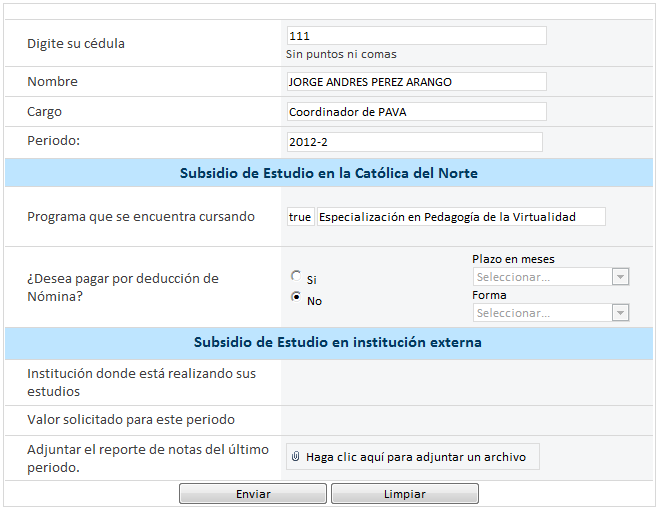 Digite su cédula
111
Sin puntos ni comas
Nombre
JORGE ANDRES PEREZ ARANGO
Cargo
Coordinador de PAVA
Periodo:
2012-2
Subsidio de Estudio en la Católica del Norte
Programa que se encuentra cursando
true Especialización en Pedagogía de la Virtualidad
¿Desea pagar por deducción de
Nómina?
Si
No
Plazo en meses
Seleccionar...
Forma
Seleccionar...
Subsidio de Estudio en institución externa
Institución donde está realizando sus
estudios
Valor solicitado para este periodo
Adjuntar el reporte de notas del último
periodo.
Haga clic aquí para adjuntar un archivo
Enviar
Limpiar